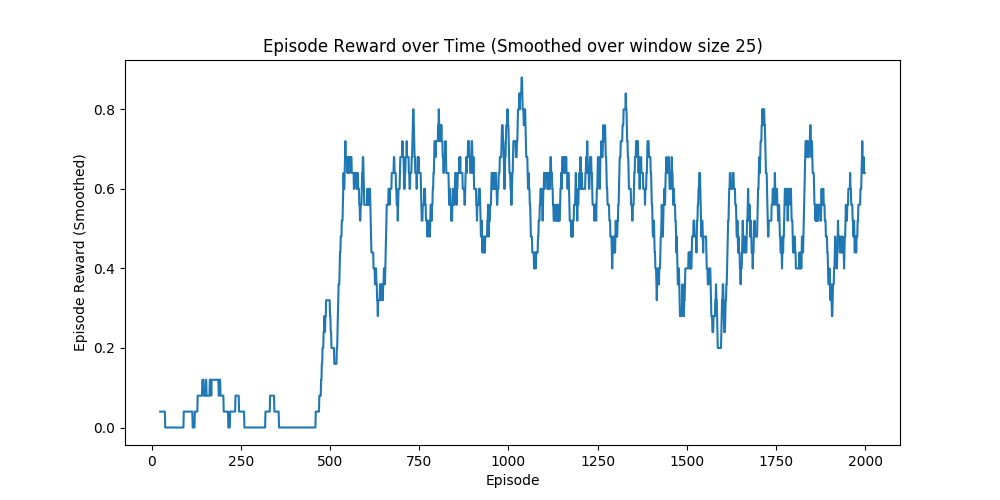 Episode Reward over Time (Smoothed over window size 25)
Episode Reward (Smoothed)
0.8
0.6
0.4
0.2
0.0
0 250 500 750 1000 1250 1500 1750 2000
Episode